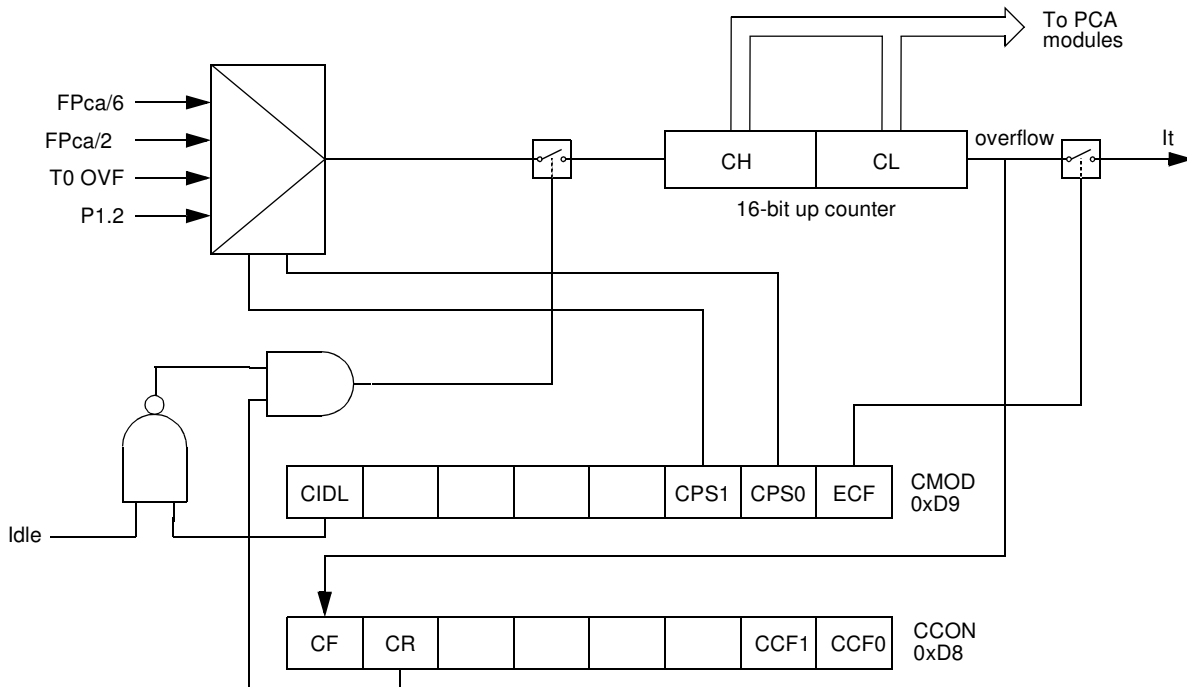 To PCA
modules
FPca/6
FPca/2
T0 OVF
P1.2
CH
CL
overflow
It
16-bit up counter
CIDL
CPS1
CPS0
ECF
CMOD
0xD9
Idle
CF
CR
CCF1
CCF0
CCON
0xD8